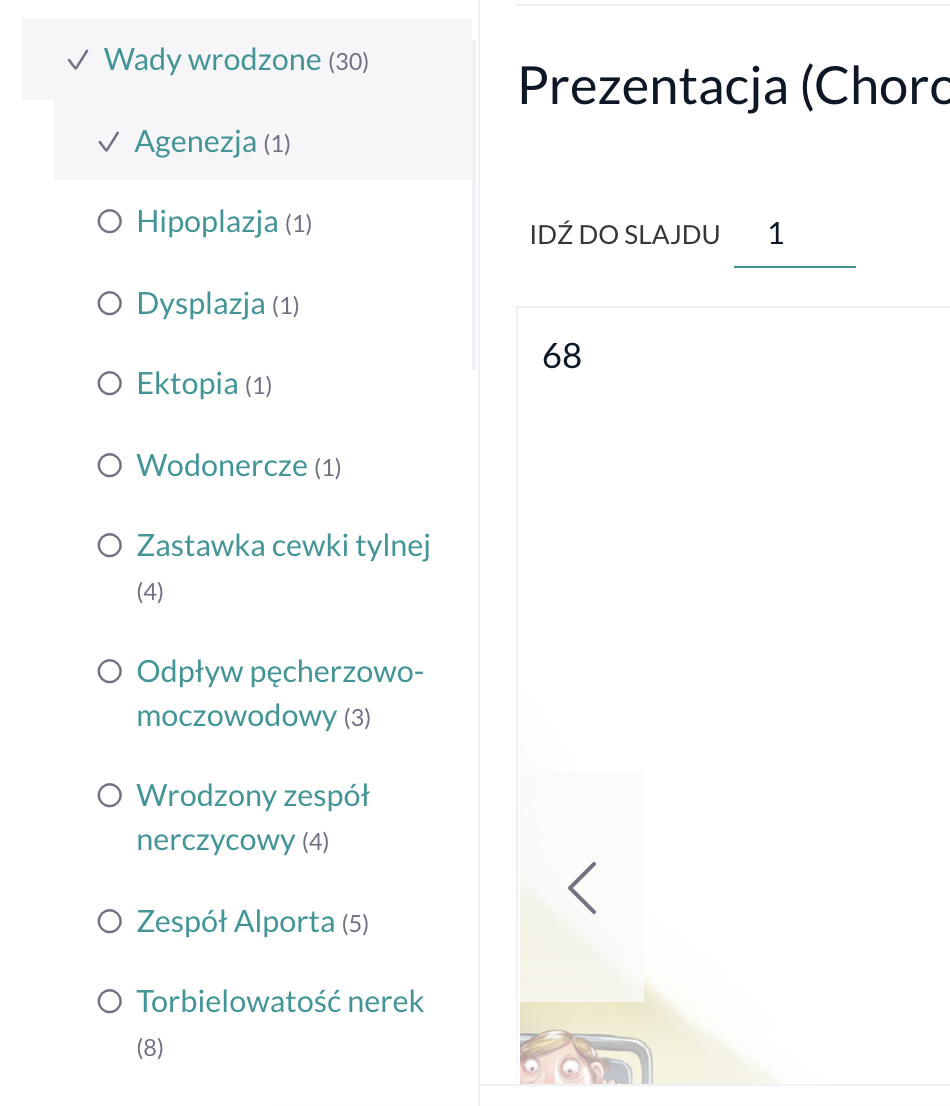 Wady wrodzone (30)
Agenezja (1)
Hipoplazja (1)
Dysplazja (1)
Ektopia (1)
Wodonercze (1)
Zastawka cewki tylnej
(4)
Odpływ pęcherzowo-
moczowodowy (3)
Wrodzony zespół
nerczycowy (4)
Zespół Alporta (5)
Torbielowatość nerek
(8)
Prezentacja (Choro
IDŹ DO SLAJDU 1
68